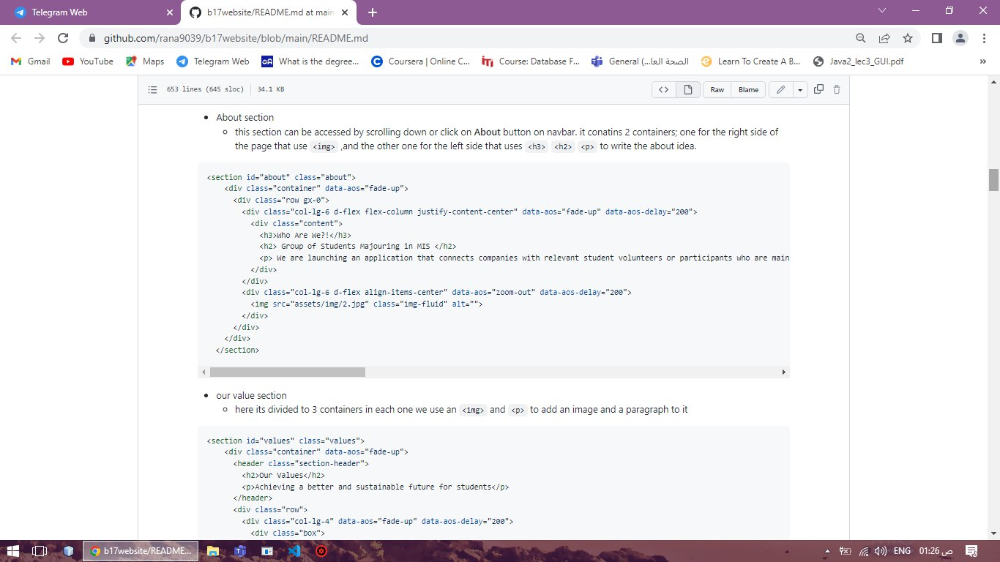 Telegram Web
b17website/README.md at main
github.com/rana9039/b17website/blob/main/README.md
Gmail YouTube Maps Telegram Web What is the degree... Coursera | Online C... Course: Database F... General (...الصحة العا Learn To Create A B... Java2_lec3_GUI.pdf »
653 lines (645 sloc) 34.1 KB <> Raw Blame
• About section
this section can be accessed by scrolling down or click on About button on navbar. it conatins 2 containers; one for the right side of
the page that use <img> ,and the other one for the left side that uses <h3> <h2> <p> to write the about idea.
<section id="about" class="about">
<div class="container" data-aos="fade-up">
<div class="row gx-0">
<div class="col-lg-6 d-flex flex-column justify-content-center" data-aos="fade-up" data-aos-delay="200">
<div class="content">
<h3>Who Are We?!</h3>
<h2> Group of Students Majouring in MIS </h2>
<p> We are launching an application that connects companies with relevant student volunteers or participants who are main
</div>
</div>
<div class="col-lg-6 d-flex align-items-center" data-aos="zoom-out" data-aos-delay="200">
<img src="assets/img/2.jpg" class="img-fluid" alt="">
</div>
</div>
</div>
</section>
• our value section
here its divided to 3 containers in each one we use an <img> and <p> to add an image and a paragraph to it
<section id="values" class="values">
<div class="container" data-aos="fade-up">
<header class="section-header">
<h2>Our Values</h2>
<p>Achieving a better and sustainable future for students</p>
</header>
<div class="row">
<div class="col-lg-4" data-aos="fade-up" data-aos-delay="200">
<div class="box">
b17website/README... ENG 01:26 ص